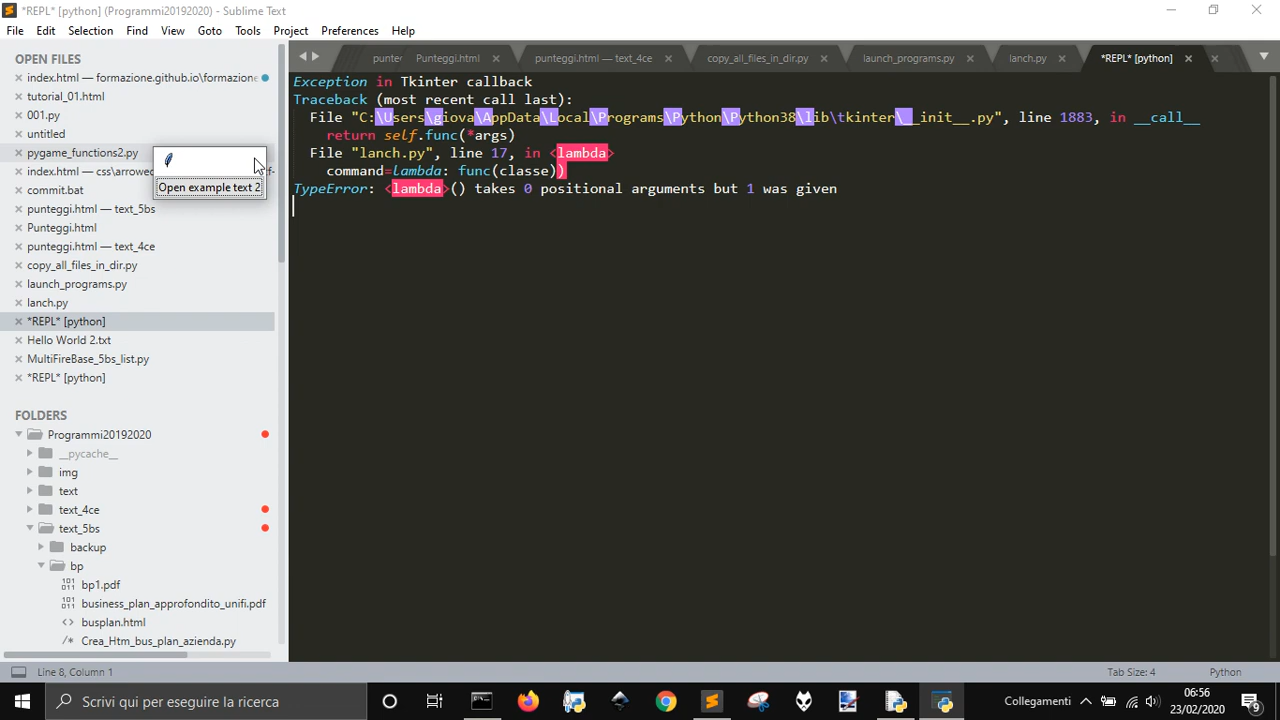 *REPL* [python] (Programmi20192020) - Sublime Text
File Edit Selection Find View Goto Tools Project Preferences Help
OPEN FILES
index.html — formazione.github.io\formazione
tutorial_01.html
001.py
untitled
pygame_functions2.py
index.html — css\arrowed
commit.bat
punteggi.html — text_5bs
Punteggi.html
punteggi.html — text_4ce
copy_all_files_in_dir.py
launch_programs.py
lanch.py
*REPL* [python]
Hello World 2.txt
MultiFireBase_5bs_list.py
*REPL* [python]
FOLDERS
Programmi20192020
__pycache__
img
text
text_4ce
text_5bs
backup
bp
bp1.pdf
business_plan_approfondito_unifi.pdf
busplan.html
Crea_Htm_bus_plan_azienda.py
Open example text 2
punter Punteggi.html punteggi.html — text_4ce copy_all_files_in_dir.py launch_programs.py lanch.py *REPL* [python]
Exception in Tkinter callback
Traceback (most recent call last):
File "C:\Users\giova\AppData\Local\Programs\Python\Python38\lib\tkinter\__init__.py", line 1883, in __call__
return self.func(*args)
File "lanch.py", line 17, in <lambda>
command=lambda: func(classe))
TypeError: <lambda>() takes 0 positional arguments but 1 was given
Line 8, Column 1
Tab Size: 4 Python
Scrivi qui per eseguire la ricerca
Collegamenti
06:56
23/02/2020
9